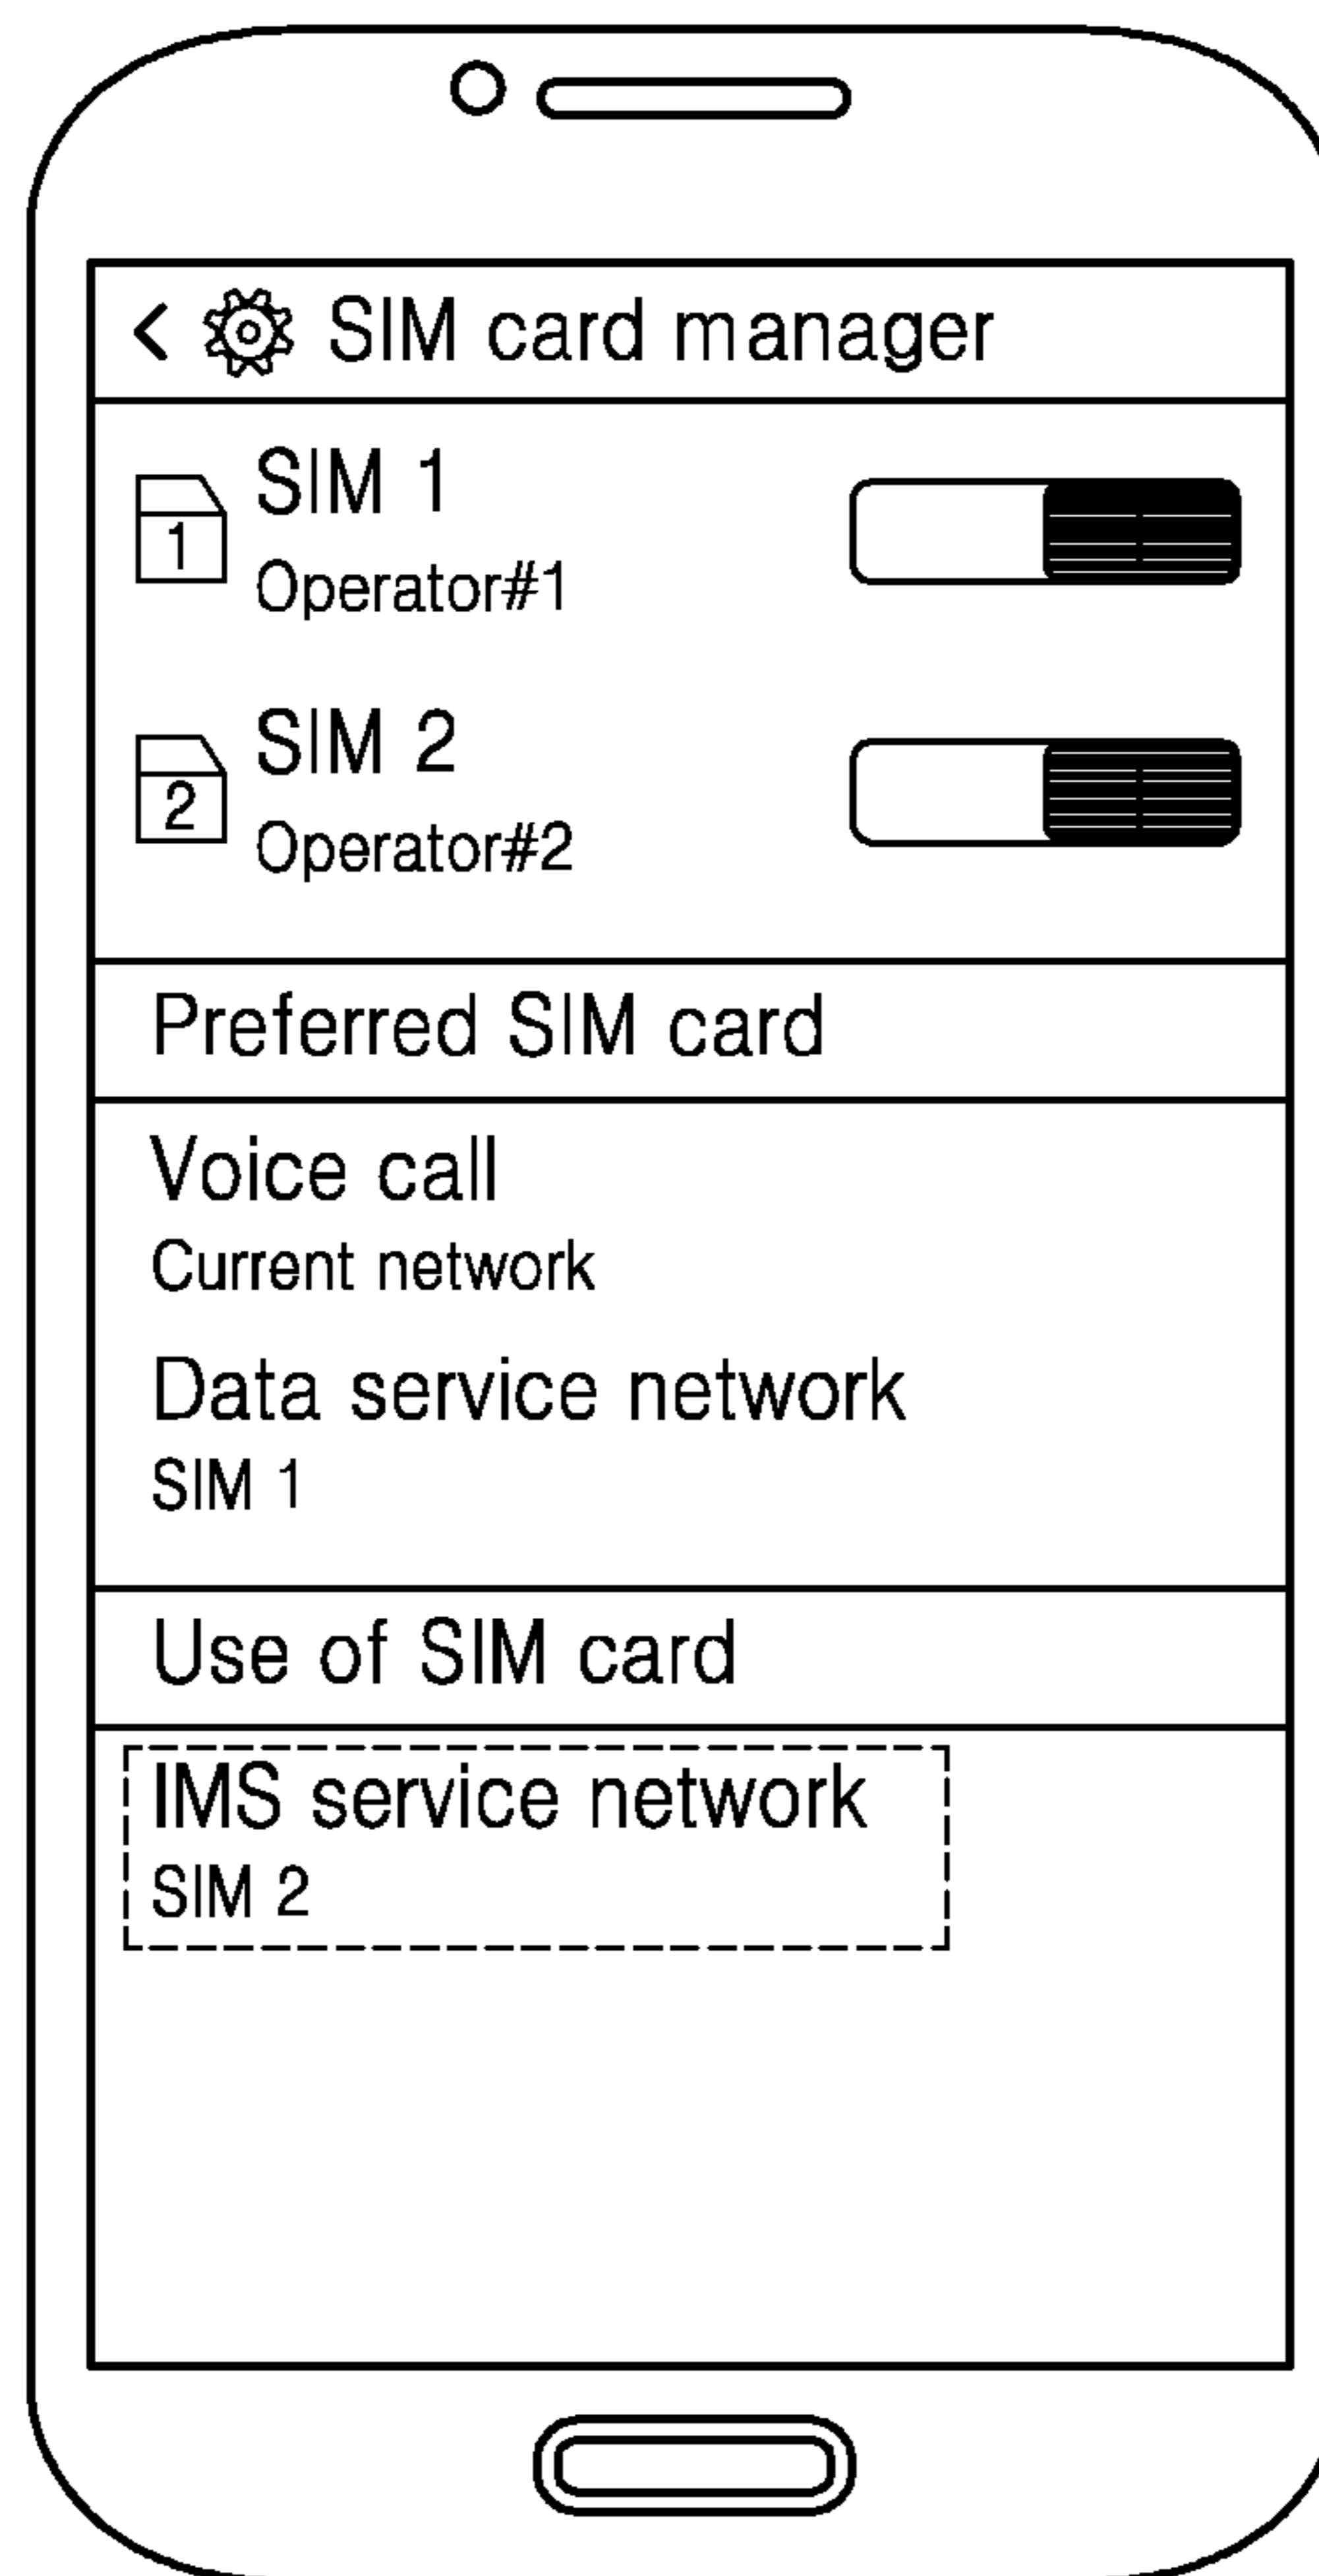 < SIM card manager
SIM 1
1
Operator#1
SIM 2
2
Operator#2
Preferred SIM card
Voice call
Current network
Data service network
SIM 1
Use of SIM card
IMS service network
SIM 2